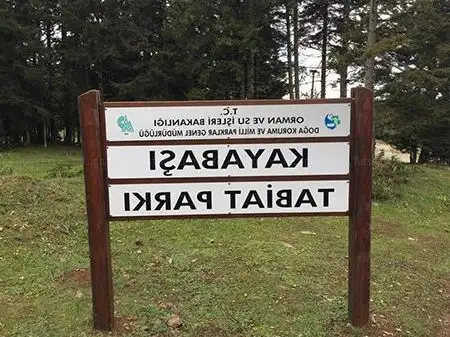 T.C.
ORMAN VE SU İŞLERİ BAKANLIĞI
DOĞA KORUMA VE MİLLİ PARKLAR GENEL MÜDÜRLÜĞÜ
KAYABAŞI
TABİAT PARKI